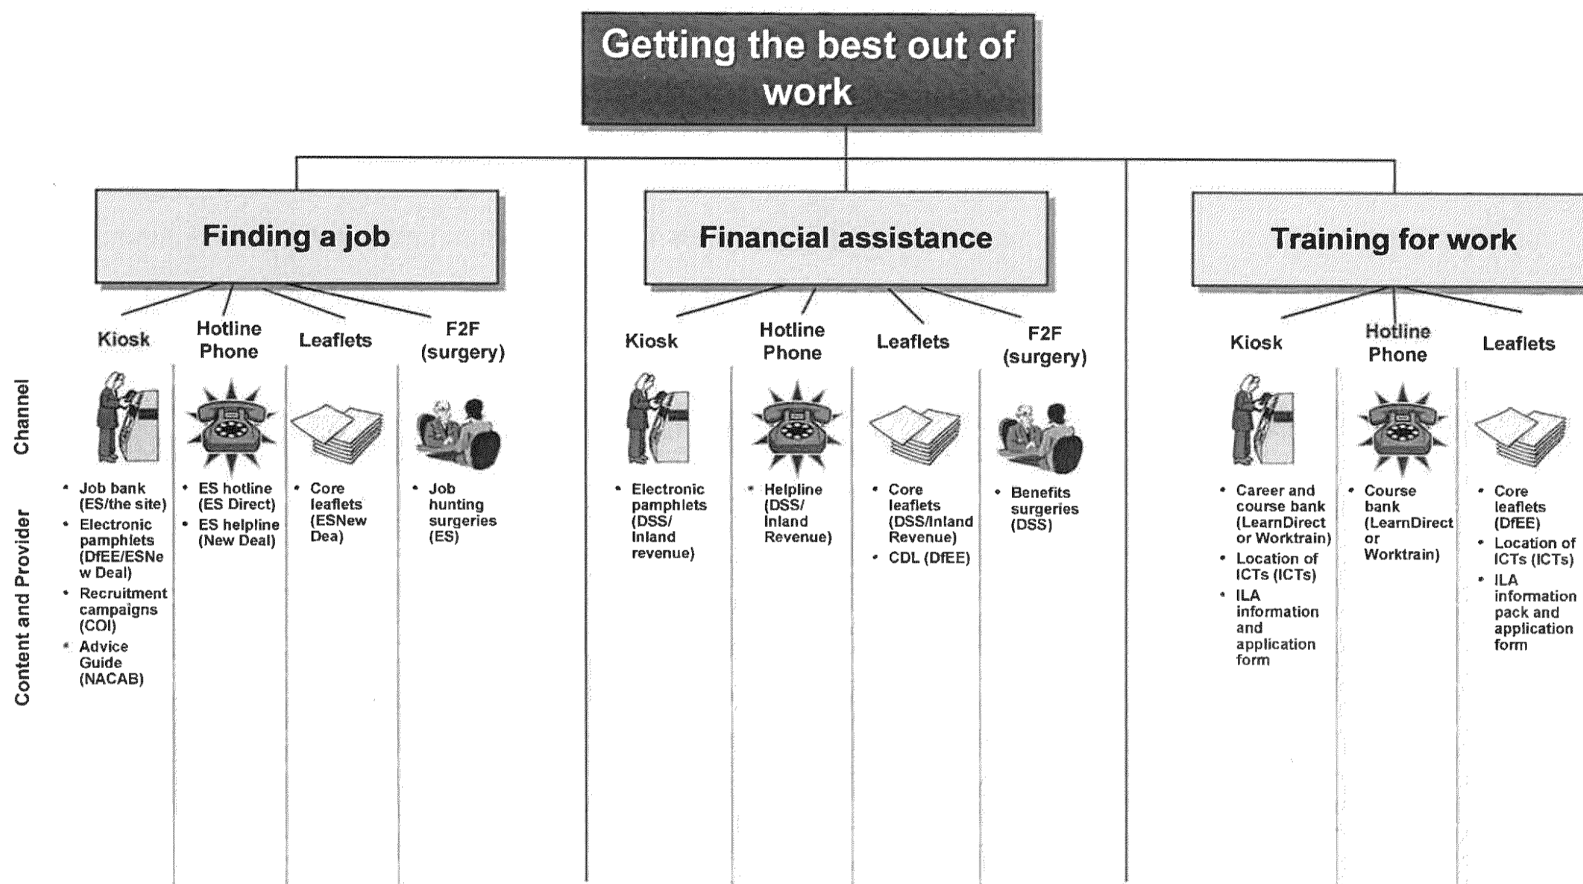 Getting the best out of
work
Finding a job
Financial assistance
Training for work
Kiosk
Hotline
Phone
Leaflets
F2F
(surgery)
Kiosk
Hotline
Phone
Leaflets
F2F
(surgery)
Kiosk
Hotline
Phone
Leaflets
Channel
Content and Provider
• Job bank
(ES/the site)
• Electronic
pamphlets
(DfEE/ESNe
w Deal)
• Recruitment
campaigns
(COI)
• Advice
Guide
(NACAB)
• ES hotline
(ES Direct)
• ES helpline
(New Deal)
• Core
leaflets
(ESNew
Dea)
• Job
hunting
surgeries
(ES)
• Electronic
pamphlets
(DSS/
Inland
revenue)
• Helpline
(DSS/
Inland
Revenue)
• Core
leaflets
(DSS/Inland
Revenue)
• CDL (DfEE)
• Benefits
surgeries
(DSS)
• Career and
course bank
(LearnDirect
or Worktrain)
• Location of
ICTs (ICTs)
• ILA
information
and
application
form
• Course
bank
(LearnDirect
or
Worktrain)
• Core
leaflets
(DfEE)
• Location of
ICTs (ICTs)
• ILA
information
pack and
application
form